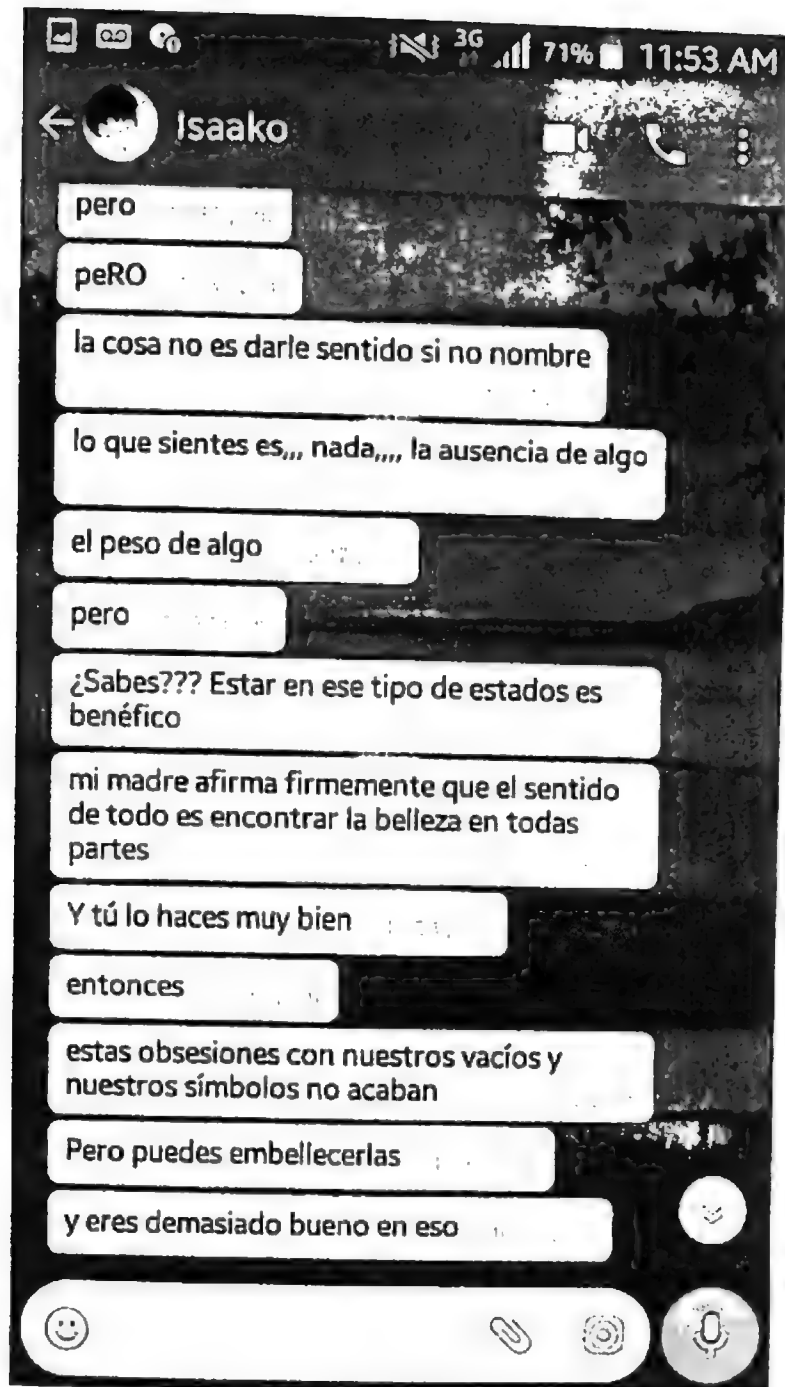 3G 71% 11:53 AM
Isaako
pero
peRO
la cosa no es darle sentido si no nombre
lo que sientes es,,, nada,,,, la ausencia de algo
el peso de algo
pero
¿Sabes??? Estar en ese tipo de estados es
benéfico
mi madre afirma firmemente que el sentido
de todo es encontrar la belleza en todas
partes
Y tú lo haces muy bien
entonces
estas obsesiones con nuestros vacíos y
nuestros símbolos no acaban
Pero puedes embellecerlas
y eres demasiado bueno en eso